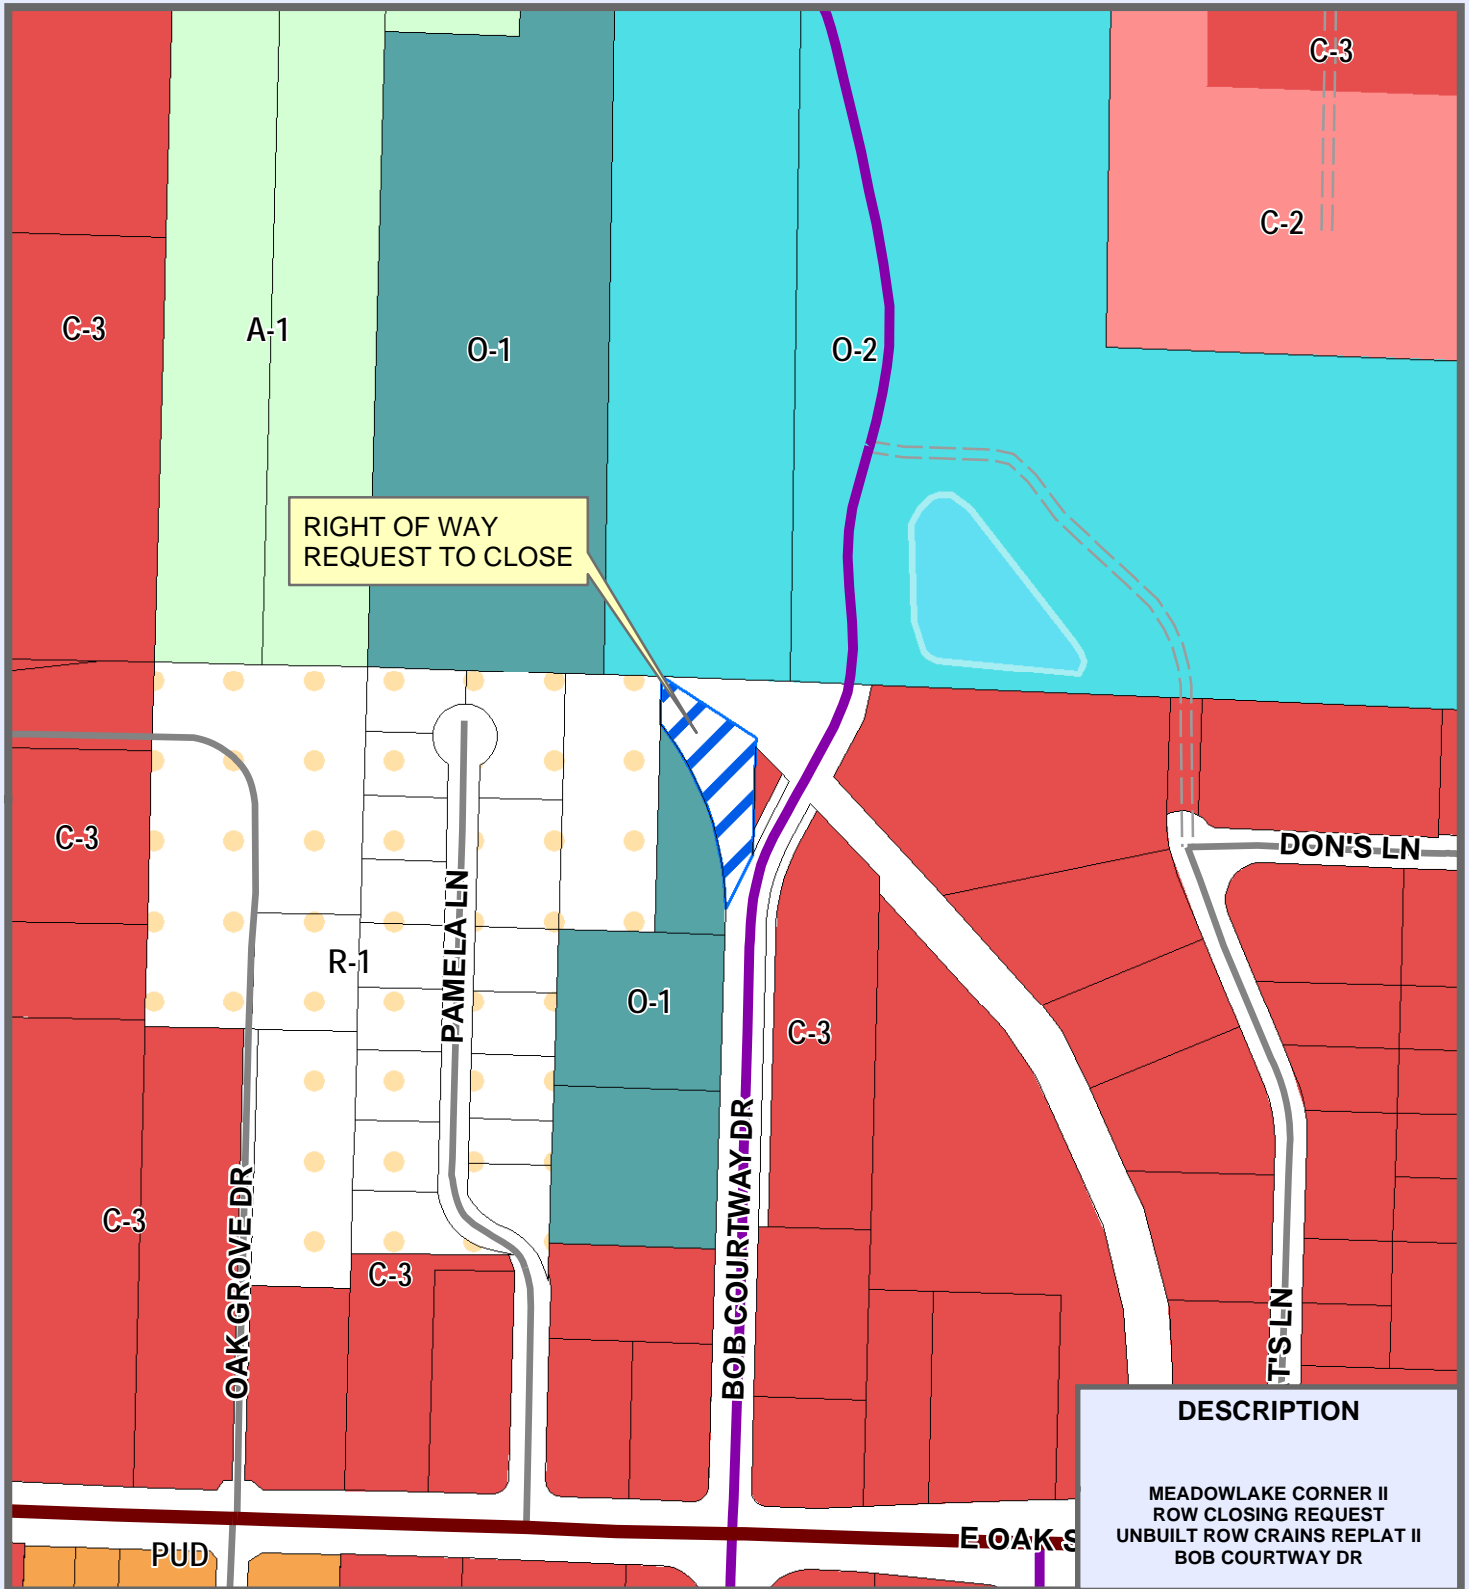 C-3
C-2
C-3
A-1
O-1
O-2
RIGHT OF WAY
REQUEST TO CLOSE
C-3
DON'S LN
PAMELA LN
R-1
O-1
C-3
BOB COURTWAY DR
OAK GROVE DR
C-3
C-3
T'S LN
E OAK S
PUD
DESCRIPTION
MEADOWLAKE CORNER II
ROW CLOSING REQUEST
UNBUILT ROW CRAINS REPLAT II
BOB COURTWAY DR